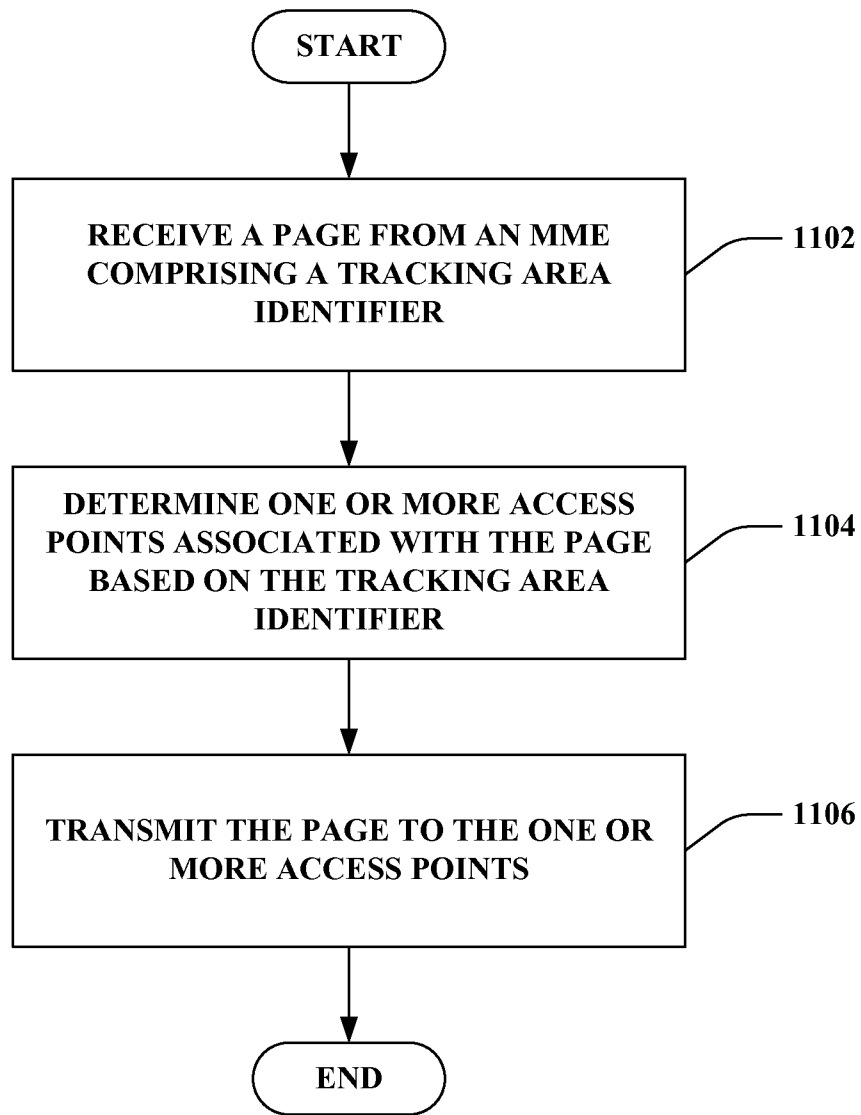 START
RECEIVE A PAGE FROM AN MME
COMPRISING A TRACKING AREA
IDENTIFIER
1102
DETERMINE ONE OR MORE ACCESS
POINTS ASSOCIATED WITH THE PAGE
BASED ON THE TRACKING AREA
IDENTIFIER
1104
TRANSMIT THE PAGE TO THE ONE OR
MORE ACCESS POINTS
1106
END